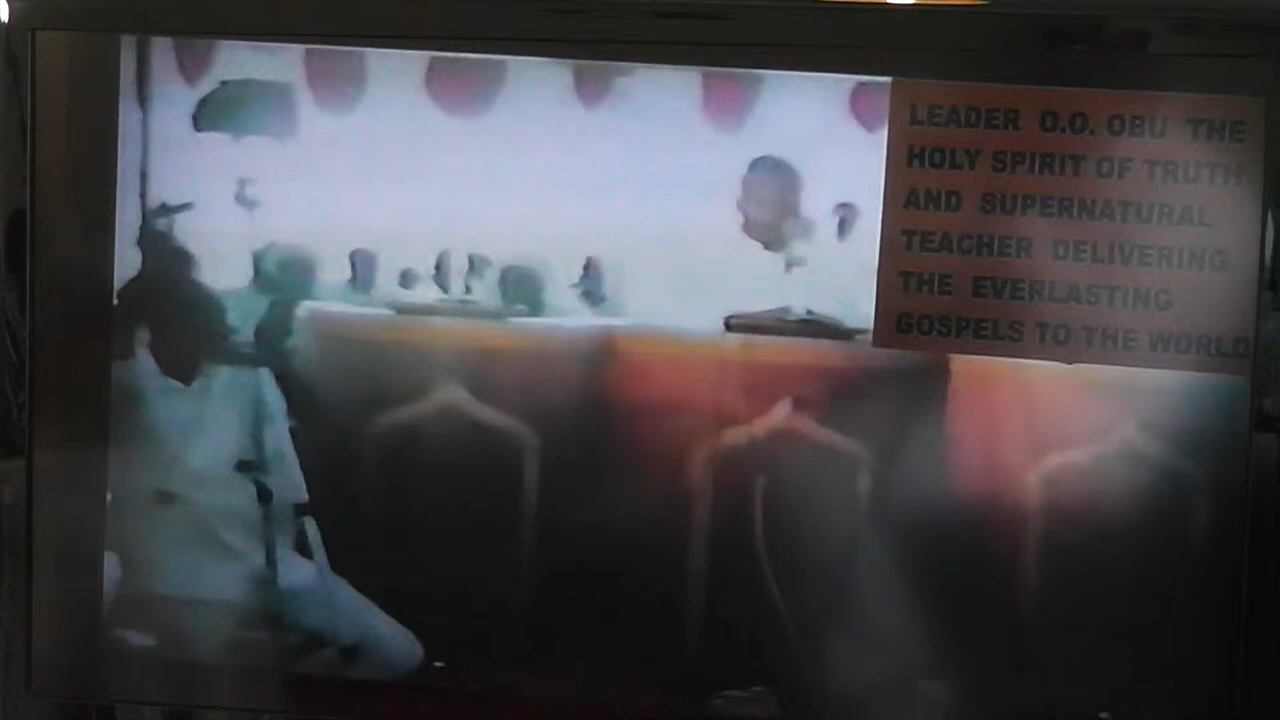 LEADER O.O. OBU THE
HOLY SPIRIT OF TRUTH
AND SUPERNATURAL
TEACHER DELIVERING
THE EVERLASTING
GOSPELS TO THE WORLD